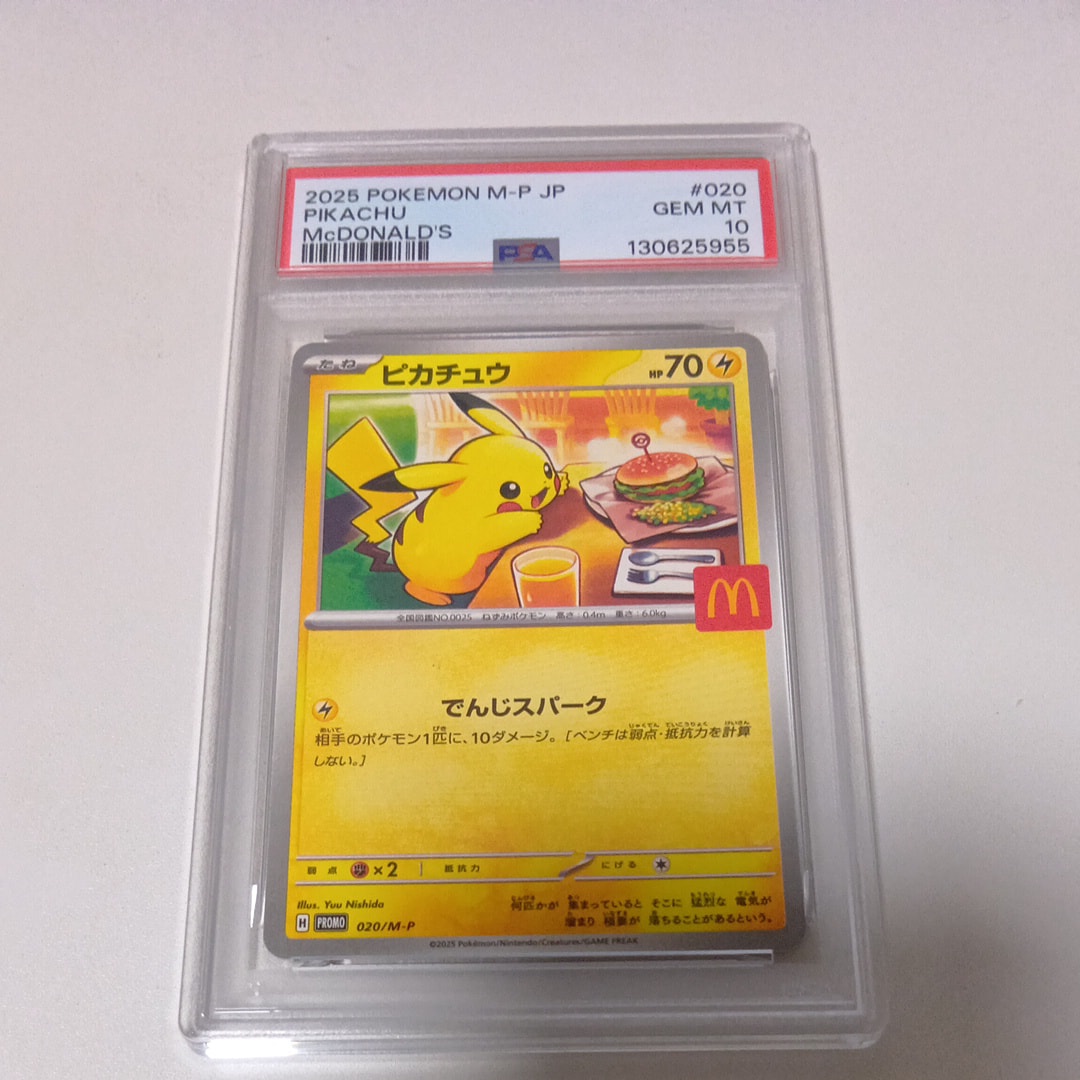 2025 POKEMON M-P JP #020
PIKACHU GEM MT
McDONALD'S 10
PSA 130625955
たね ピカチュウ HP70
全国図鑑NO.0025 ねずみポケモン 高さ:0.4m 重さ:6.0kg
でんじスパーク
相手のポケモン1匹に、10ダメージ。[ベンチは弱点・抵抗力を計算
しない。]
弱点 ×2 抵抗力 にげる
Illus. Yuu Nishida
何匹かが 集まっていると そこに 猛烈な 電気が
溜まり 稲妻が 落ちることがあるという。
H PROMO 020/M-P
©2025 Pokémon/Nintendo/Creatures/GAME FREAK